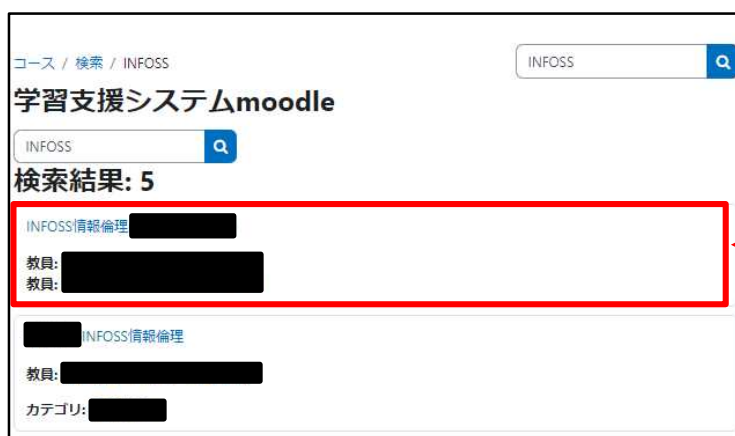 コース / 検索 / INFOSS
INFOSS
学習支援システムmoodle
INFOSS
検索結果: 5
INFOSS情報倫理
教員:
教員:
INFOSS情報倫理
教員:
カテゴリ: